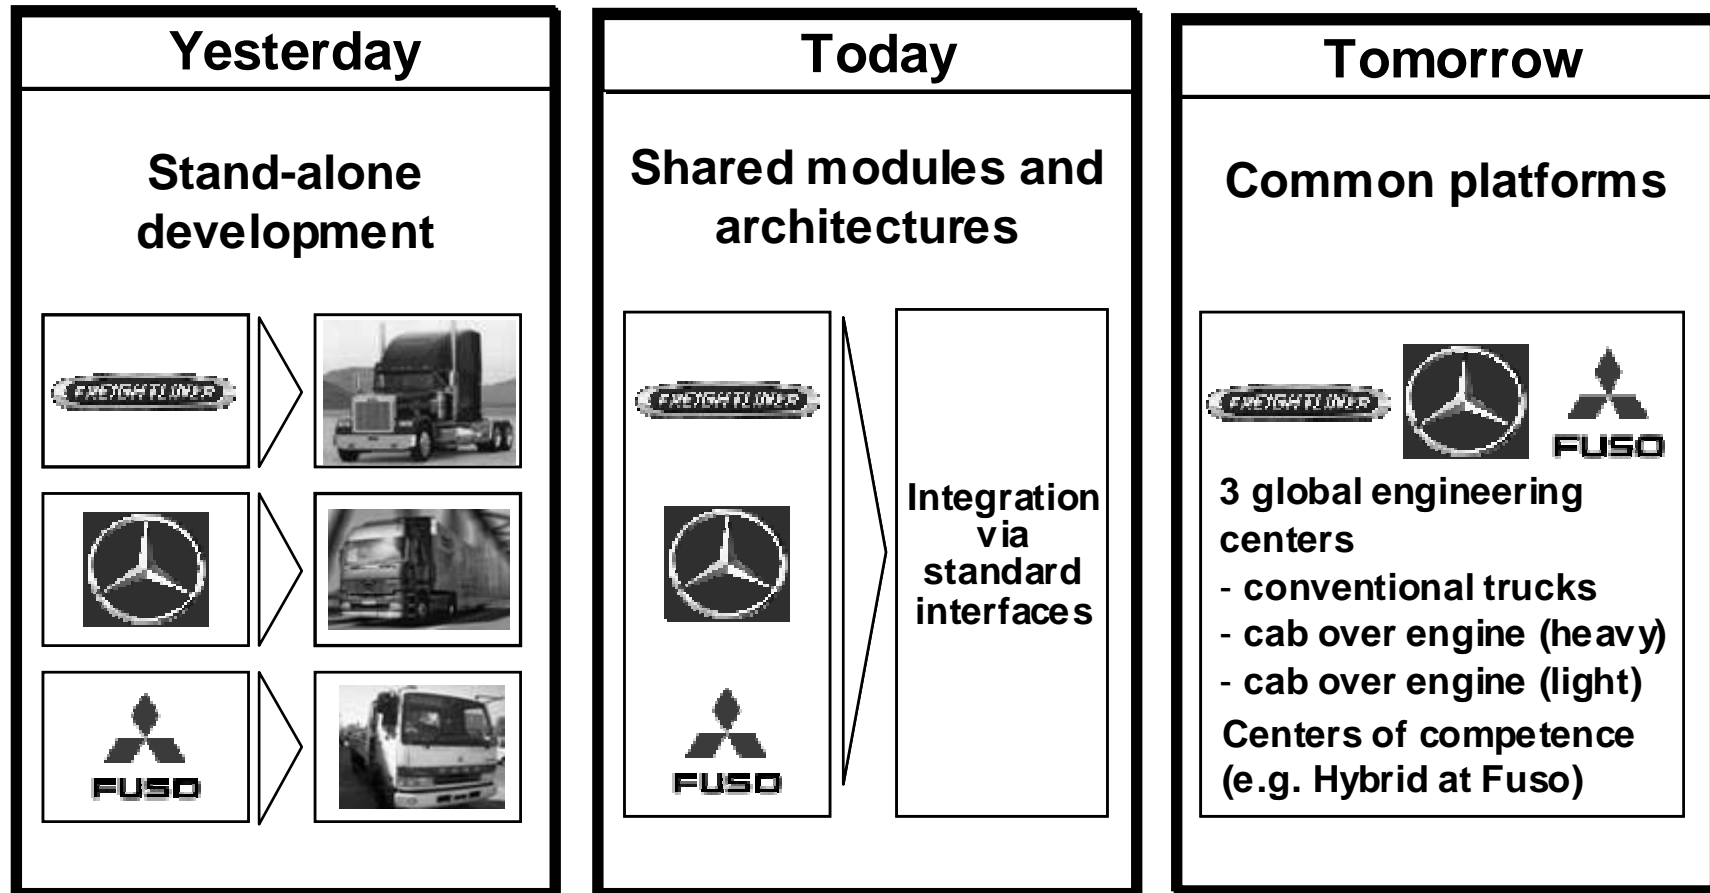 Yesterday
Stand-alone
development
FREIGHTLINER
FUSO
Today
Shared modules and
architectures
FREIGHTLINER
FUSO
Integration
via
standard
interfaces
Tomorrow
Common platforms
FREIGHTLINER
FUSO
3 global engineering
centers
- conventional trucks
- cab over engine (heavy)
- cab over engine (light)
Centers of competence
(e.g. Hybrid at Fuso)